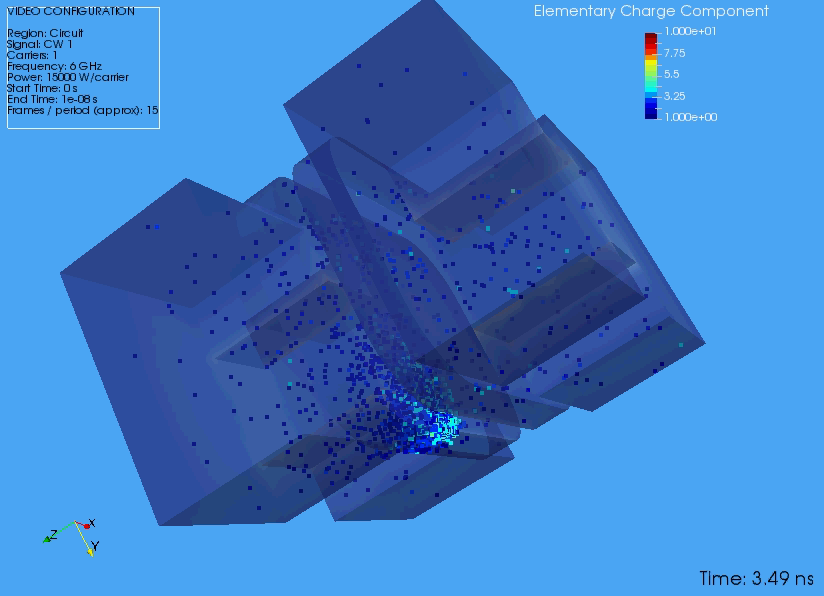 VIDEO CONFIGURATION
Region: Circuit
Signal: CW 1
Carriers: 1
Frequency: 6 GHz
Power: 15000 W/carrier
Start Time: 0 s
End Time: 1e-08 s
Frames / period (approx): 15
Elementary Charge Component
1.000e+01
7.75
5.5
3.25
1.000e+00
X
Z
Y
Time: 3.49 ns